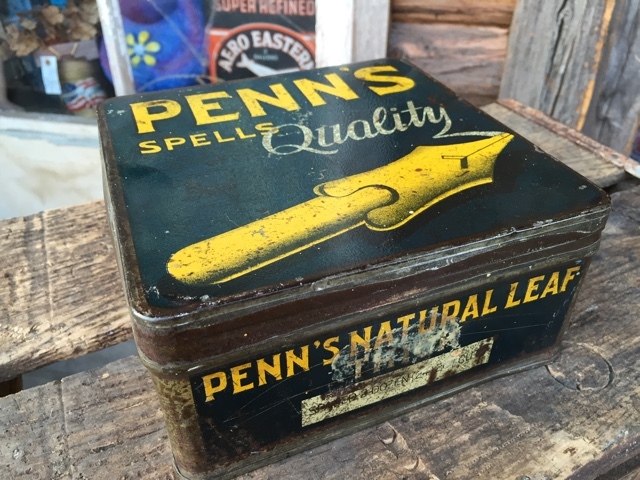 SUPER REFINED
AERO EASTERN
PENN'S
SPELLS
Quality
PENN'S NATURAL LEAF